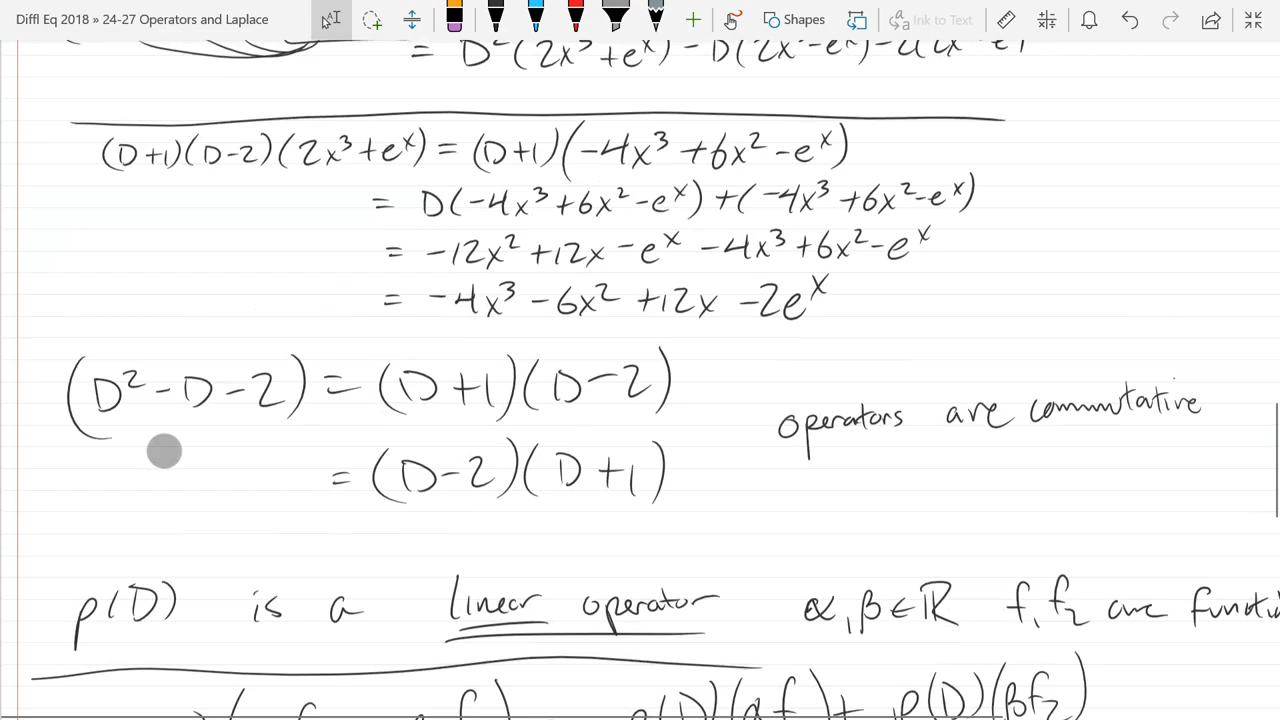 Diffl Eq 2018 » 24-27 Operators and Laplace
Shapes
Ink to Text
= D²(2x³+eˣ) - D(2x³+eˣ) -
(D+1)(D-2)(2x³+eˣ) = (D+1)(-4x³+6x²-eˣ)
= D(-4x³+6x²-eˣ)+(-4x³+6x²-eˣ)
= -12x²+12x-eˣ-4x³+6x²-eˣ
= -4x³-6x²+12x-2eˣ
(D²-D-2) = (D+1)(D-2)
operators are commutative
= (D-2)(D+1)
p(D) is a linear operator α,β∈ℝ f₁,f₂ are functi
p(D)(αf₁)+ p(D)(βf₂)